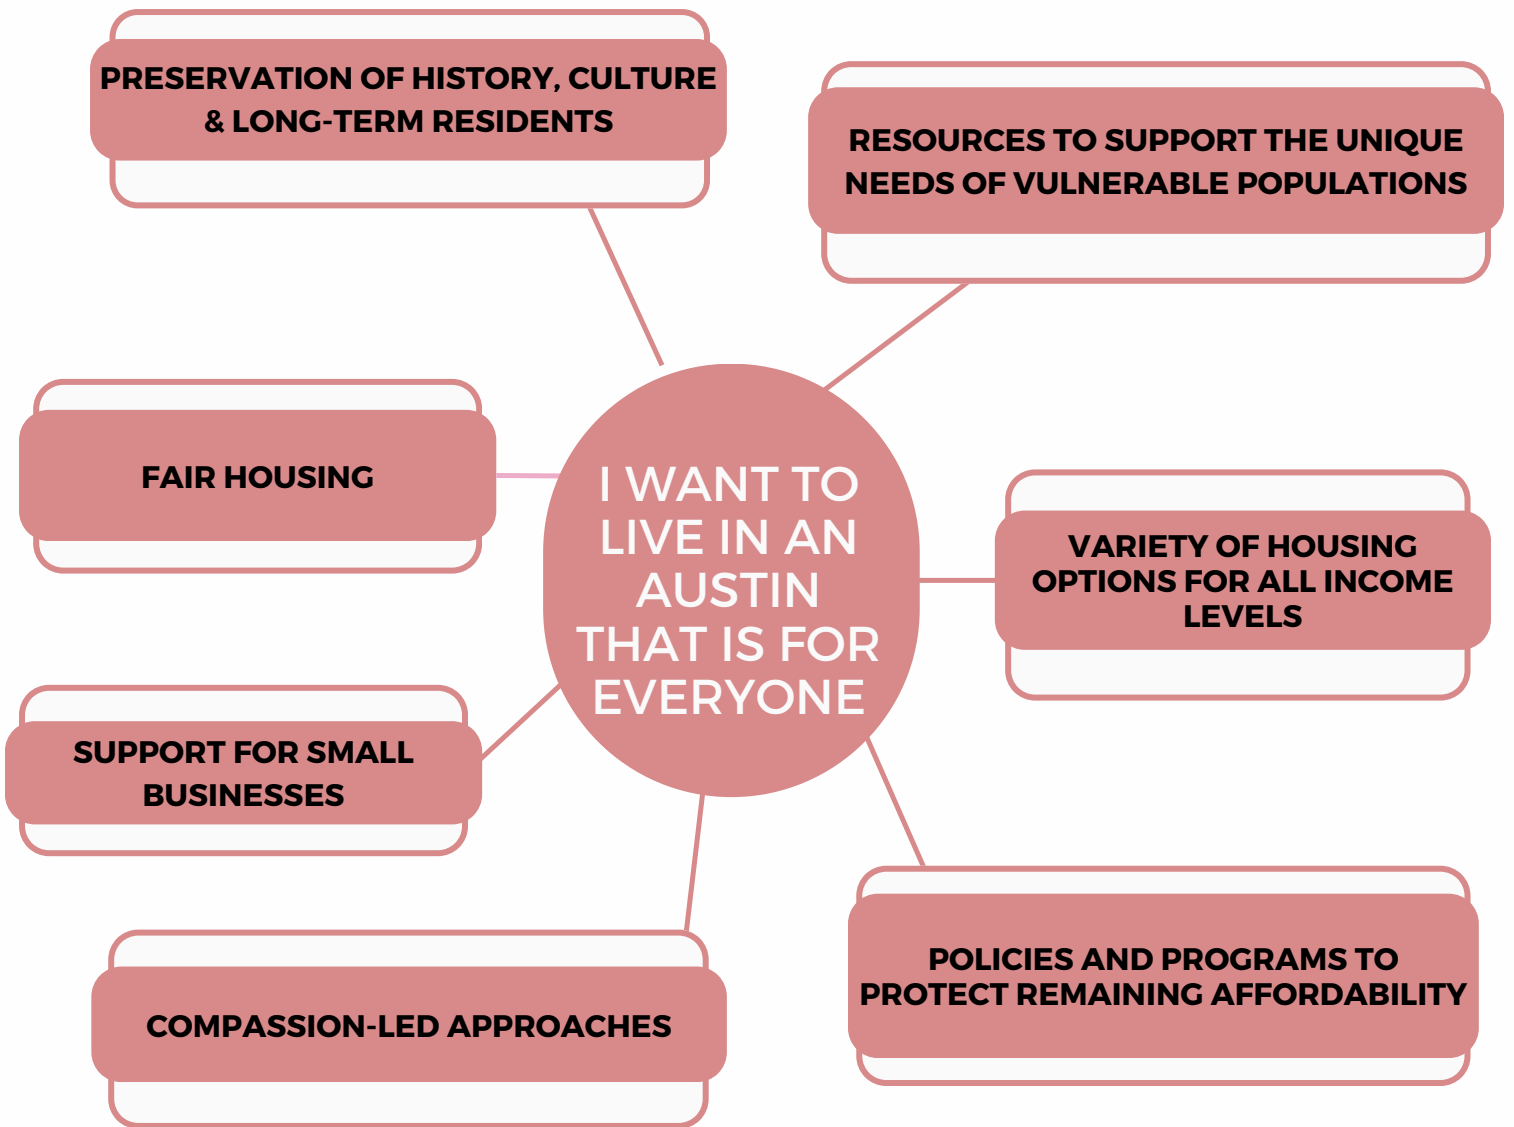 PRESERVATION OF HISTORY, CULTURE
& LONG-TERM RESIDENTS
RESOURCES TO SUPPORT THE UNIQUE
NEEDS OF VULNERABLE POPULATIONS
FAIR HOUSING
I WANT TO
LIVE IN AN
AUSTIN
THAT IS FOR
EVERYONE
VARIETY OF HOUSING
OPTIONS FOR ALL INCOME
LEVELS
SUPPORT FOR SMALL
BUSINESSES
POLICIES AND PROGRAMS TO
PROTECT REMAINING AFFORDABILITY
COMPASSION-LED APPROACHES